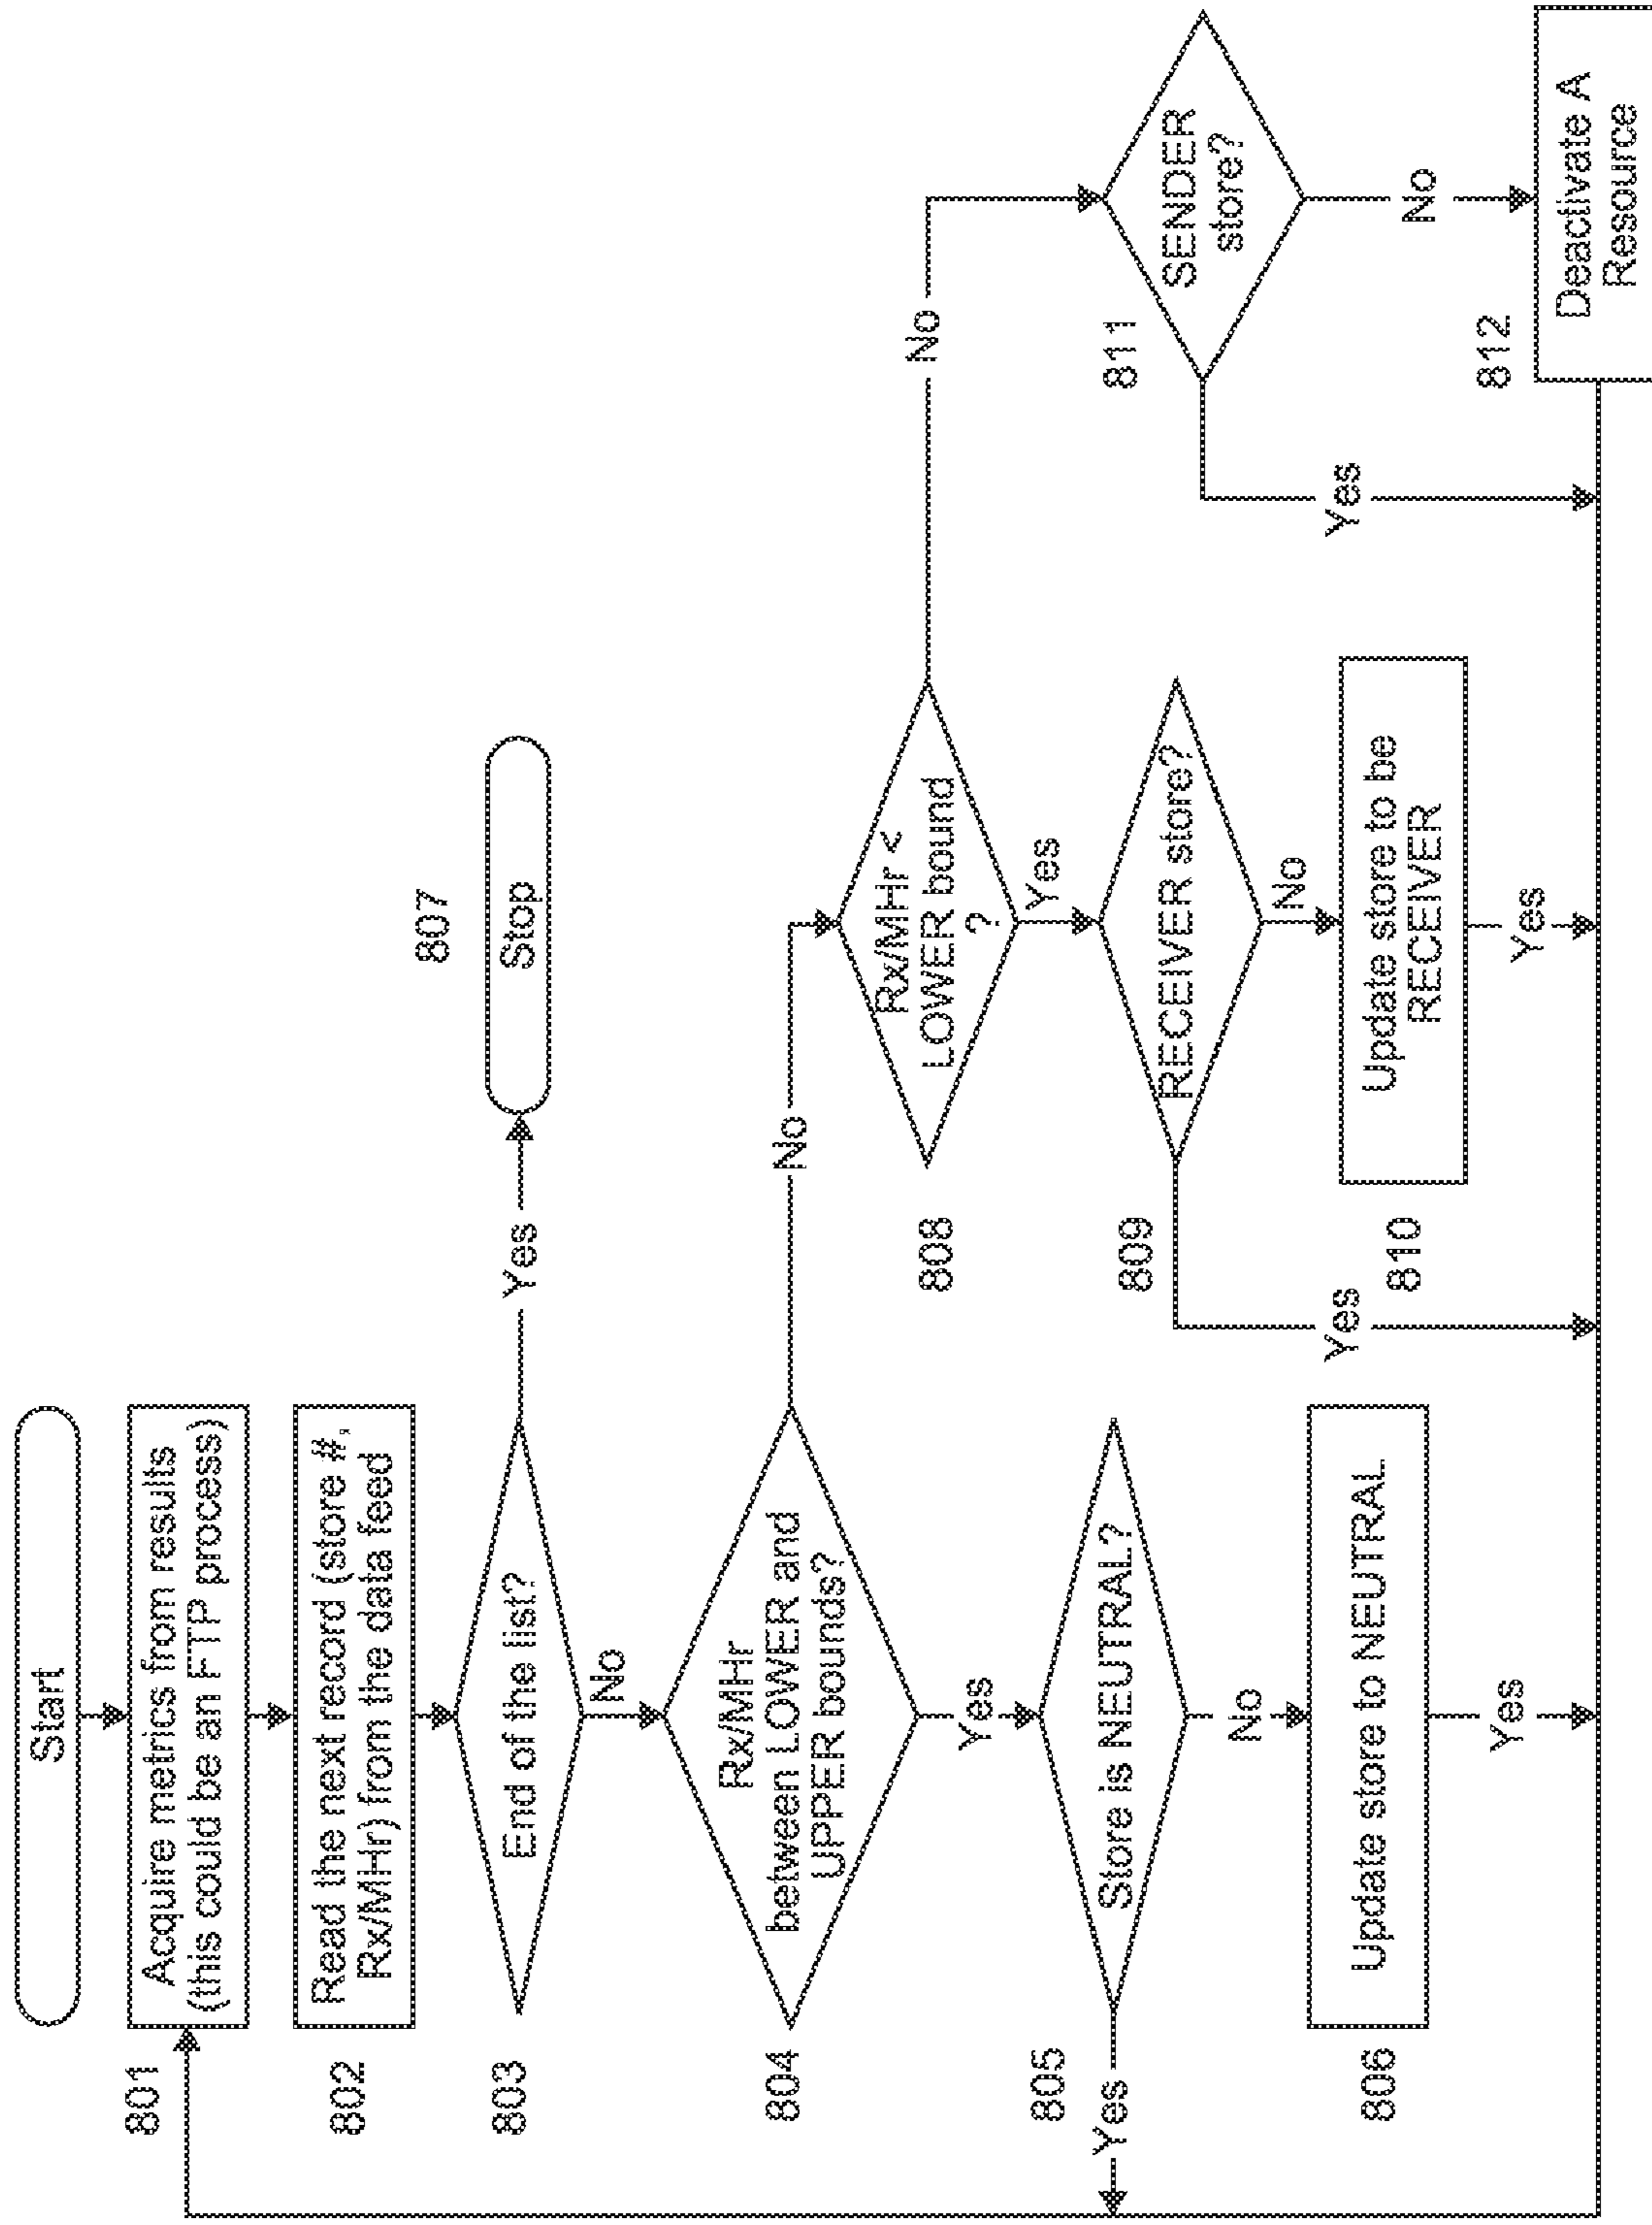 Start
801
Acquire metrics from results
(this could be an FTP process)
802
Read the next record (store #,
Rx/MHr) from the data feed
803
End of the list?
Yes
807
Stop
No
804
Rx/MHr
between LOWER and
UPPER bounds?
No
Yes
805
Store is NEUTRAL?
Yes
No
806
Update store to NEUTRAL
Yes
808
Rx/MHr <
LOWER bound
?
No
Yes
809
RECEIVER store?
Yes
No
810
Update store to be
RECEIVER
Yes
811
SENDER
store?
Yes
No
812
Deactivate A
Resource